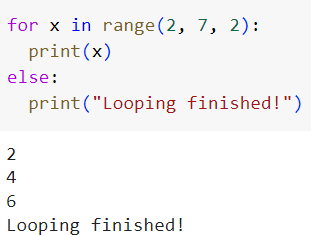 for x in range(2, 7, 2):
  print(x)
else:
  print("Looping finished!")
2
4
6
Looping finished!